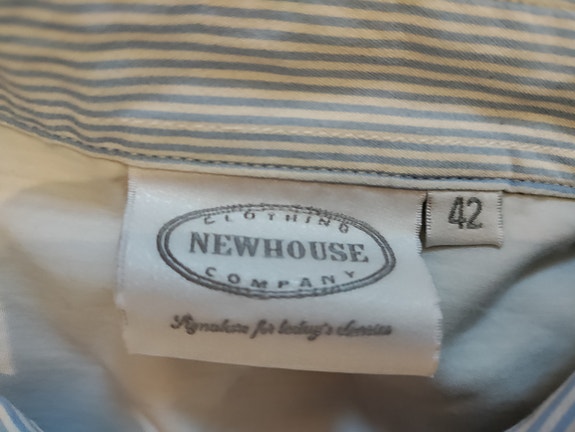 CLOTHING
NEWHOUSE
COMPANY
Signature for today's classics
42